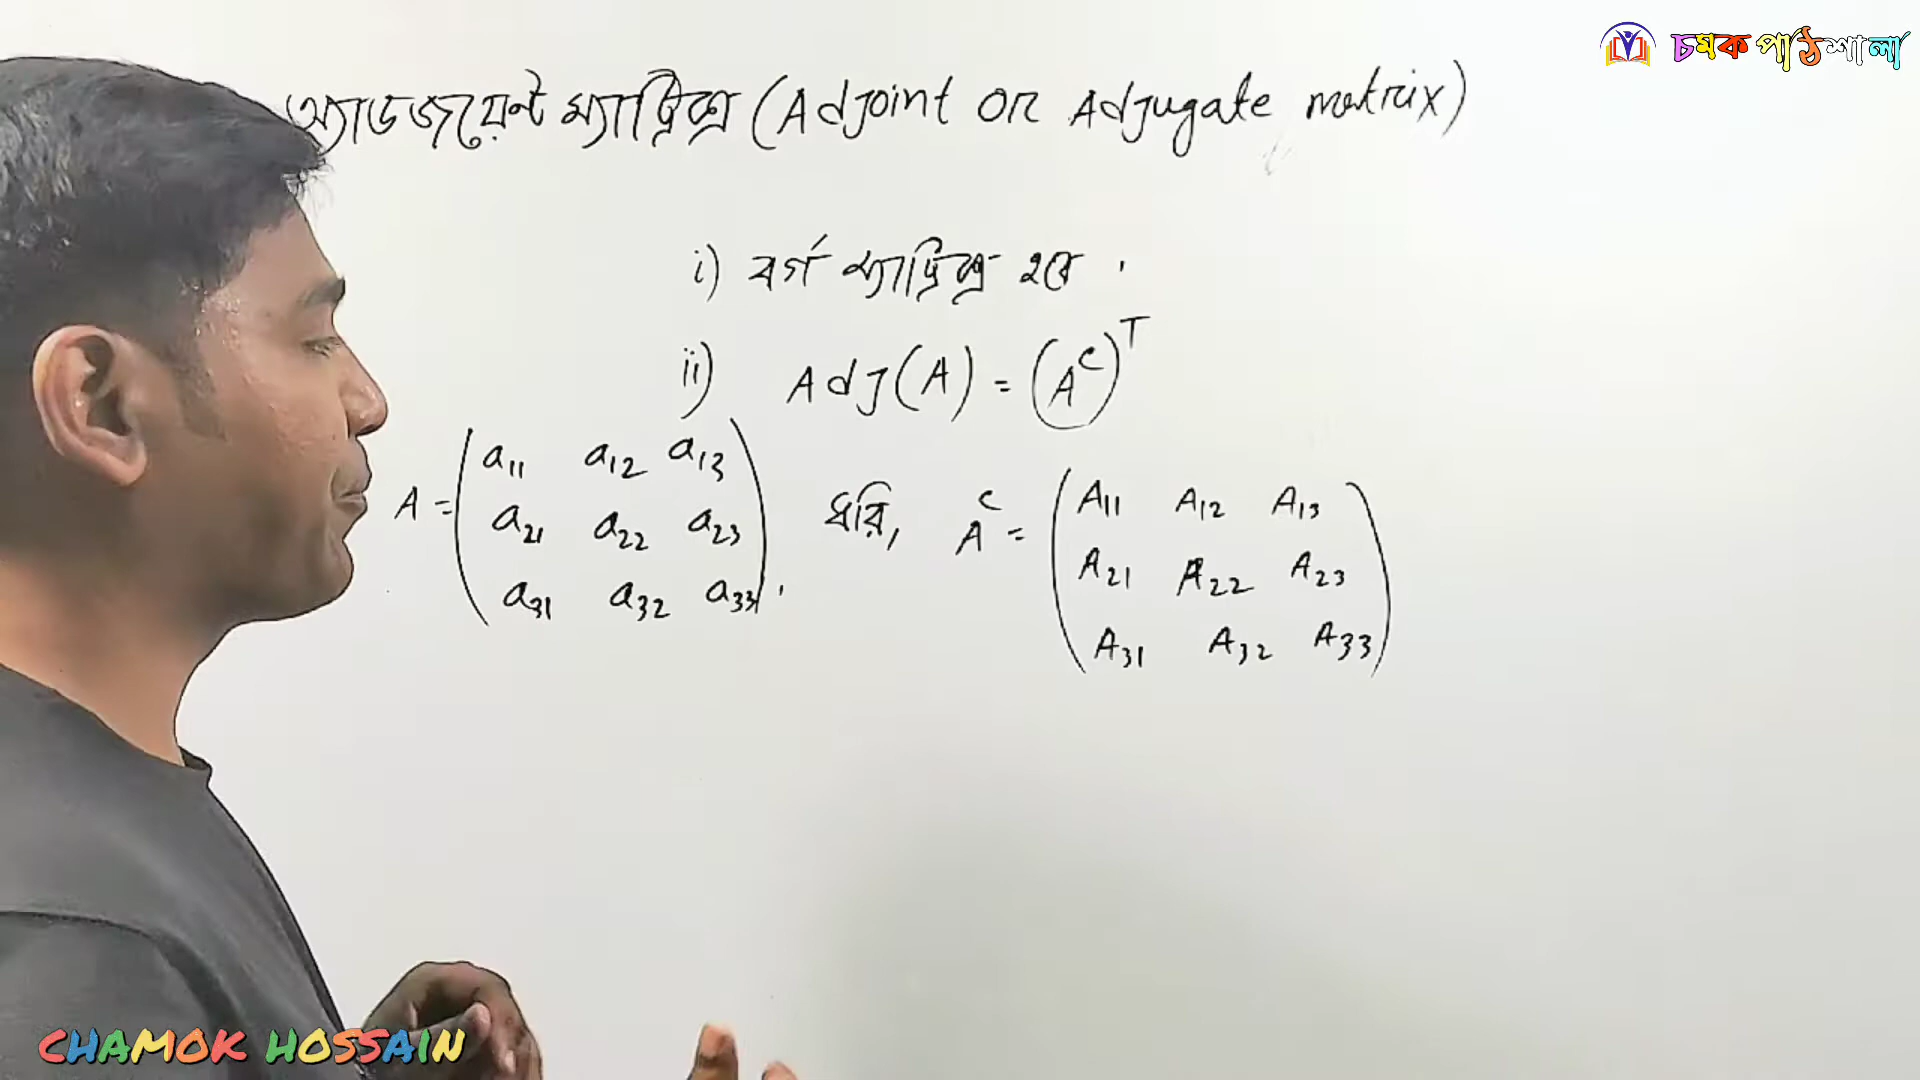 চমক পাঠশালা
অ্যাডজয়েন্ট ম্যাট্রিক্স (Adjoint or Adjugate matrix)
i) বর্গ ম্যাট্রিক্স হবে .
ii) Adj(A) = (A^c)^T
A = (a₁₁ a₁₂ a₁₃
a₂₁ a₂₂ a₂₃
a₃₁ a₃₂ a₃₃) .
ধরি, A^c = (A₁₁ A₁₂ A₁₃
A₂₁ A₂₂ A₂₃
A₃₁ A₃₂ A₃₃)
CHAMOK HOSSAIN